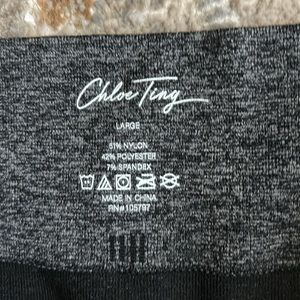 Chloe Ting
LARGE
51% NYLON
42% POLYESTER
7% SPANDEX
MADE IN CHINA
RN#105797